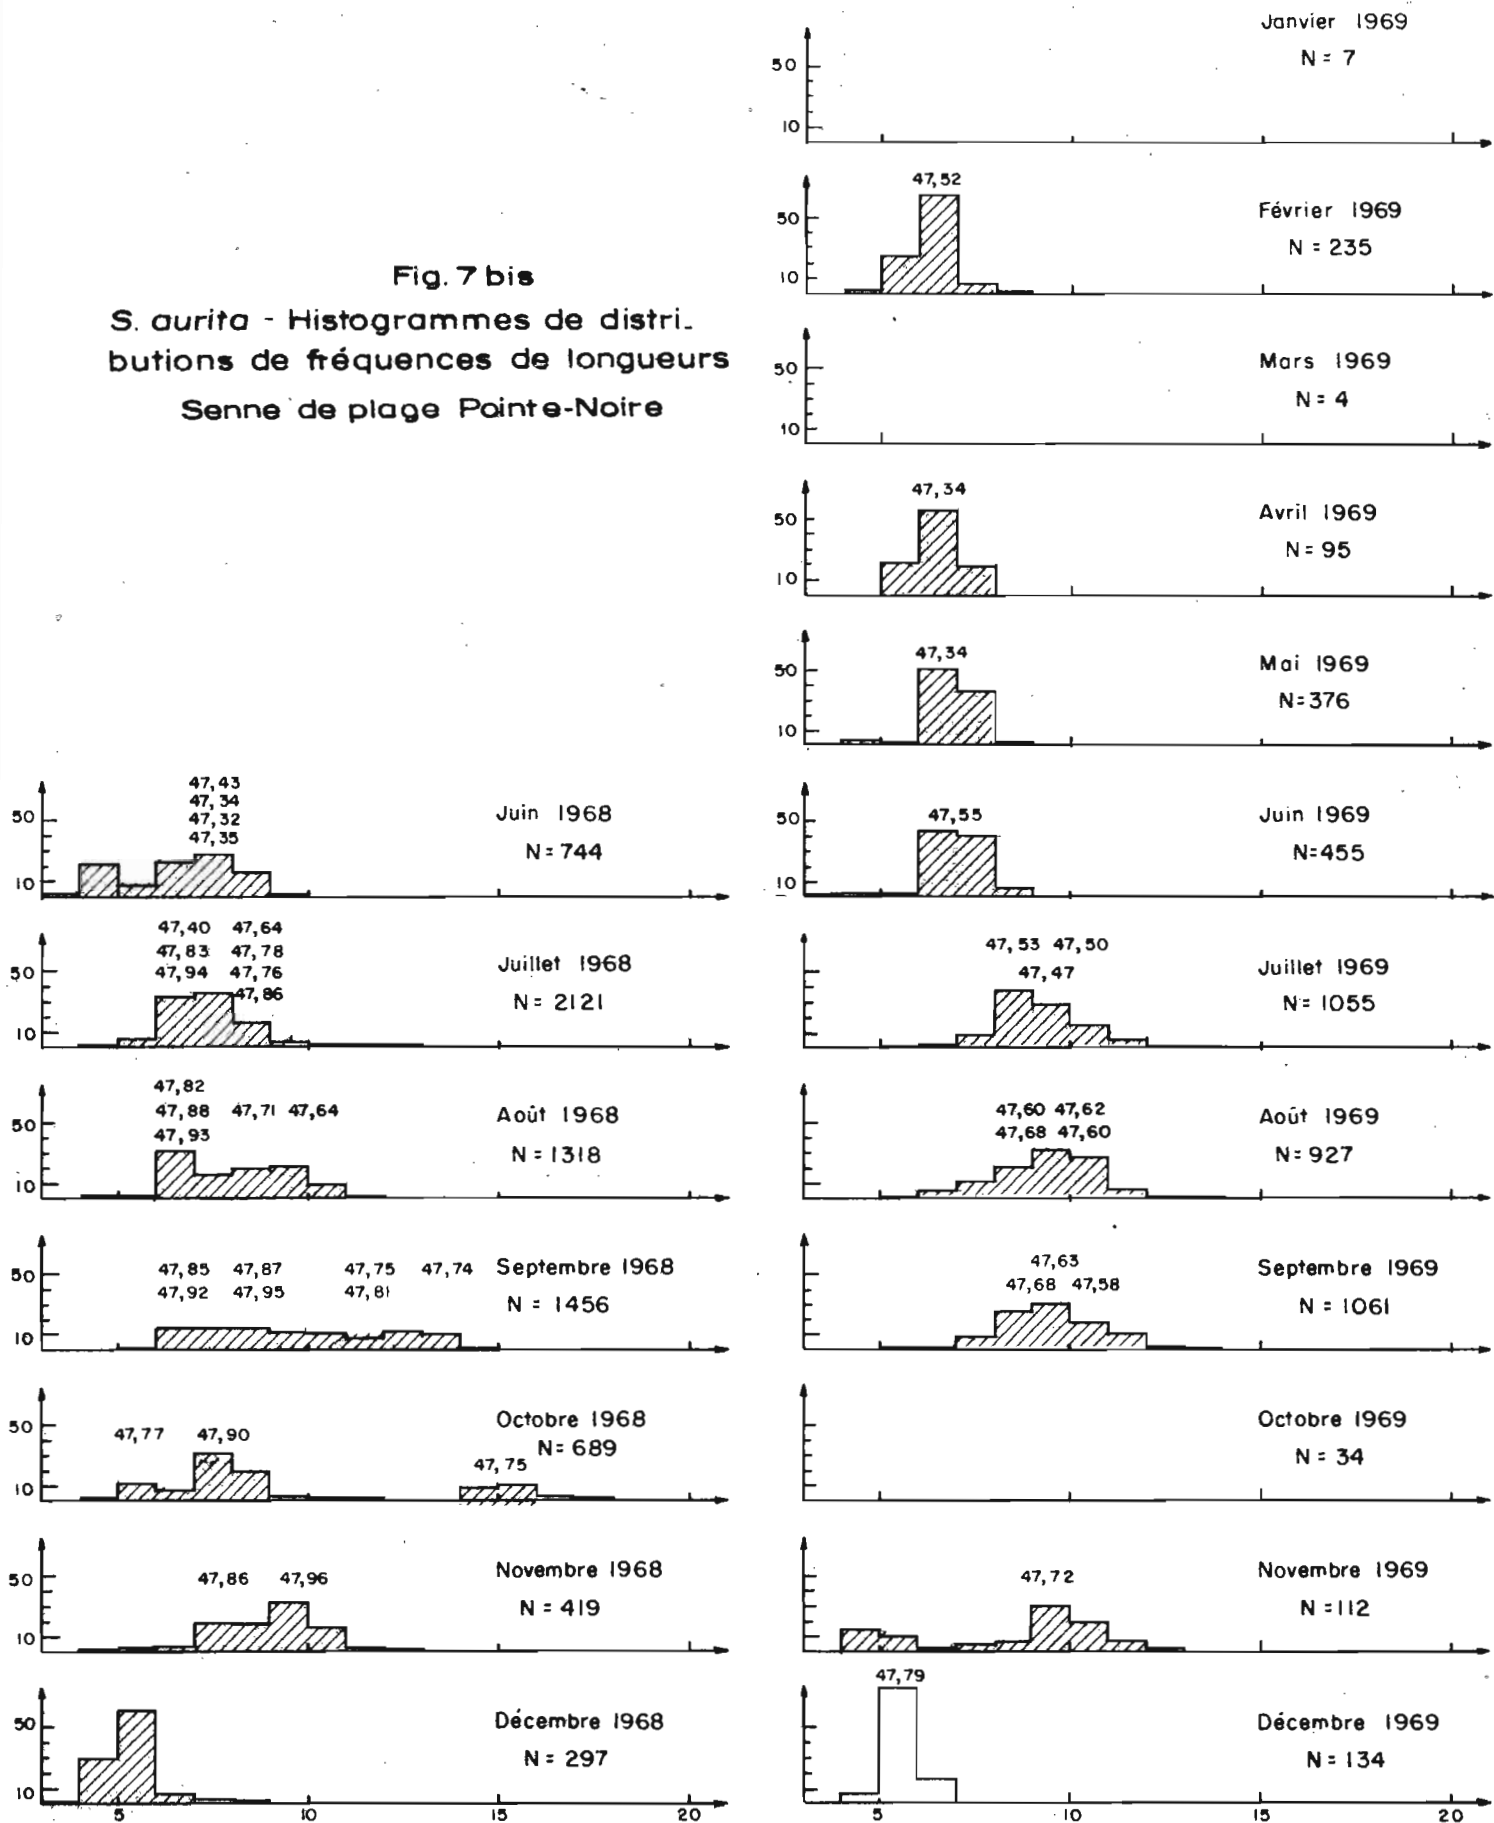 Fig. 7 bis
S. aurita - Histogrammes de distri-
butions de fréquences de longueurs
Senne de plage Pointe-Noire
47,43
47,34
47,32
47,35
50
10
Juin 1968
N = 744
47,40 47,64
47,83 47,78
47,94 47,76
47,86
50
10
Juillet 1968
N = 2121
47,82
47,88 47,71 47,64
47,93
50
10
Août 1968
N = 1318
47,85 47,87 47,75 47,74
47,92 47,95 47,81
50
10
Septembre 1968
N = 1456
47,77 47,90
47,75
50
10
Octobre 1968
N= 689
47,86 47,96
50
10
Novembre 1968
N = 419
50
10
Décembre 1968
N = 297
5 10 15 20
50
10
Janvier 1969
N = 7
47,52
50
10
Février 1969
N = 235
50
10
Mars 1969
N = 4
47,34
50
10
Avril 1969
N = 95
47,34
50
10
Mai 1969
N=376
47,55
50
10
Juin 1969
N=455
47,53 47,50
47,47
Juillet 1969
N = 1055
47,60 47,62
47,68 47,60
Août 1969
N= 927
47,63
47,68 47,58
Septembre 1969
N = 1061
Octobre 1969
N = 34
47,72
Novembre 1969
N =112
47,79
Décembre 1969
N = 134
5 10 15 20